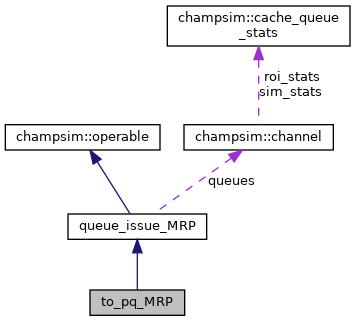 champsim::cache_queue
_stats
roi_stats
sim_stats
champsim::operable
champsim::channel
queues
queue_issue_MRP
to_pq_MRP